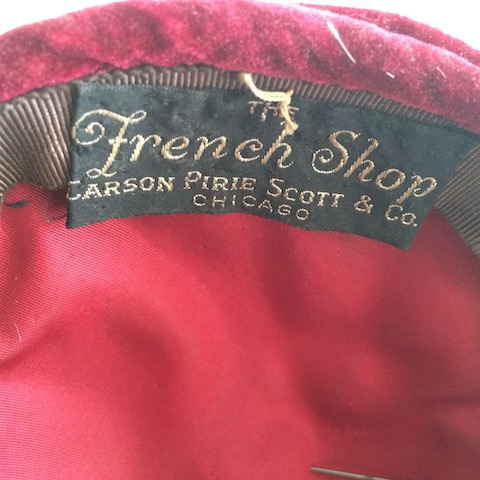 THE
French Shop
CARSON PIRIE SCOTT & CO.
CHICAGO